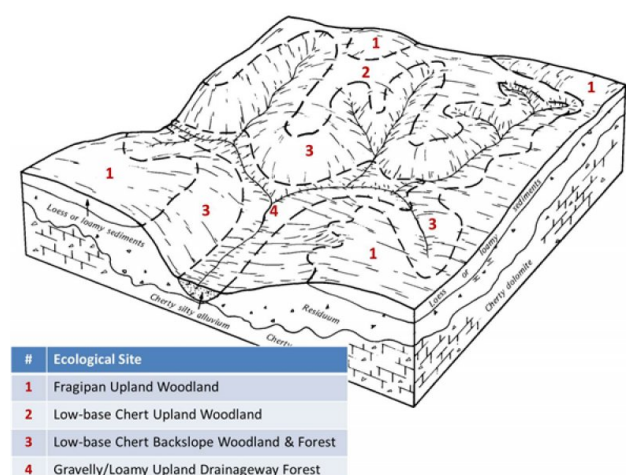 1
2
1
3
1
3
4
3
1
Loess or loamy sediments
Cherty silty alluvium
Residuum
Cherty
Loess or loamy sediments
Cherty dolomite
# Ecological Site
1 Fragipan Upland Woodland
2 Low-base Chert Upland Woodland
3 Low-base Chert Backslope Woodland & Forest
4 Gravelly/Loamy Upland Drainageway Forest